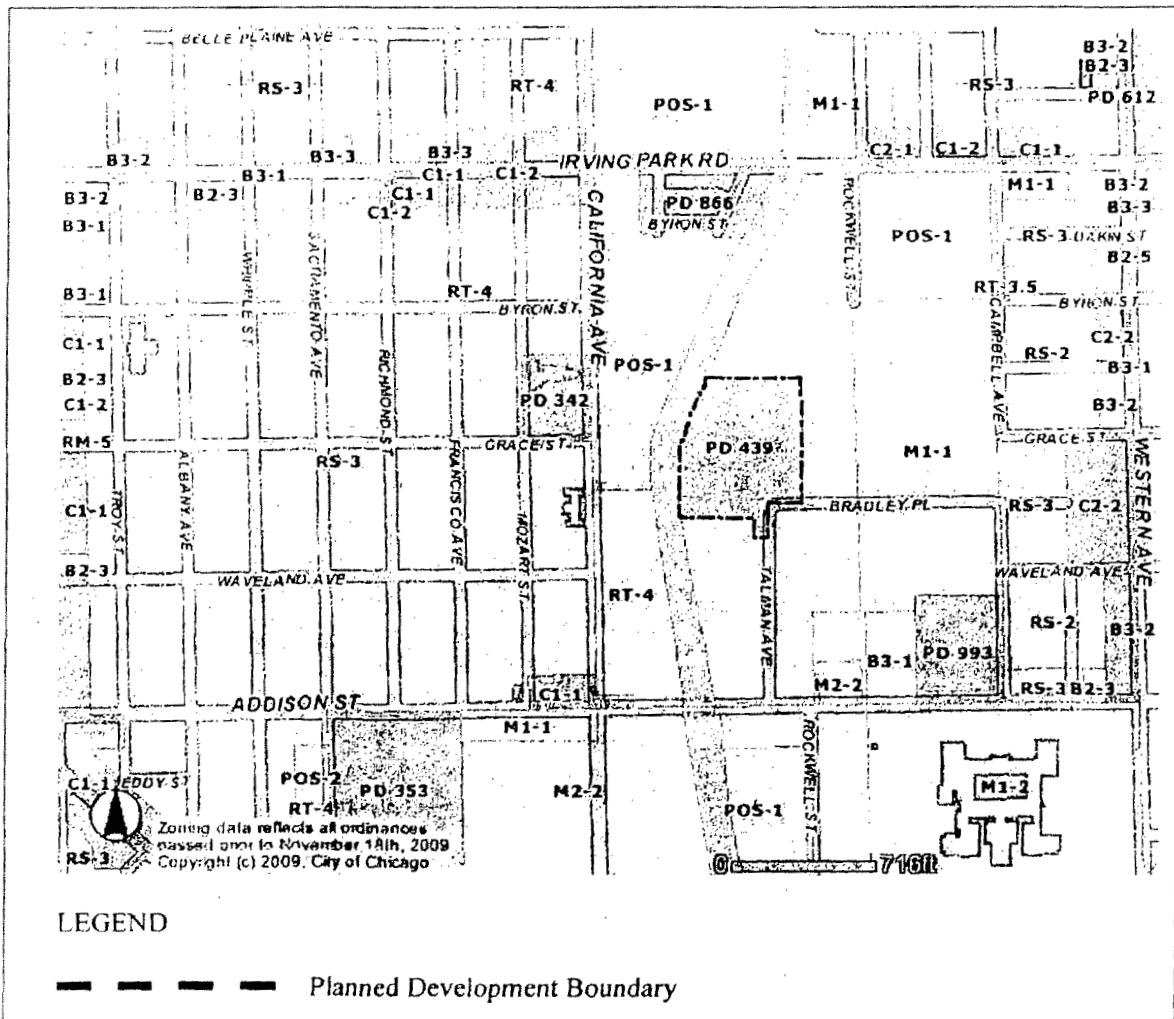 BELLE PLAINE AVE
B3-2
B2-3
RS-3
RT-4
RS-3
POS-1
M1-1
PD 612
B3-2
B3-3
B3-3
IRVING PARK RD
C2-1
C1-2
C1-1
B3-1
C1-1
C1-2
M1-1
B3-2
B3-2
B2-3
C1-1
C1-2
PD 866
B3-3
B3-1
BYRON ST.
POS-1
RS-3
DAKIN ST
B2-5
WHIPPLE ST
SACRAMENTO AVE
CALIFORNIA AVE
ROCKWELL ST
B3-1
RT-4
RT-3.5
BYRON ST.
BYRON ST
C1-1
RICHMOND ST
POS-1
CAMPBELL AVE
C2-2
RS-2
B3-1
B2-3
C1-2
PD 342
B3-2
RM-5
GRACE ST
PD 439
M1-1
GRACE ST
RS-3
ALBANY AVE
FRANCISCO AVE
WESTERN AVE
C1-1
TROY ST
MOZART ST
BRADLEY PL
RS-3
C2-2
B2-3
WAVELAND AVE
RT-4
TALMAN AVE
WAVELAND AVE
RS-2
B3-2
PD 993
B3-1
C1-1
M2-2
RS-3
B2-3
ADDISON ST
M1-1
ROCKWELL ST
C1-1
EDDY ST
POS-2
PD 353
M2-2
M1-2
RT-4
POS-1
Zoning data reflects all ordinances
passed prior to November 18th, 2009
Copyright (c) 2009, City of Chicago
RS-3
0
716ft
LEGEND
Planned Development Boundary